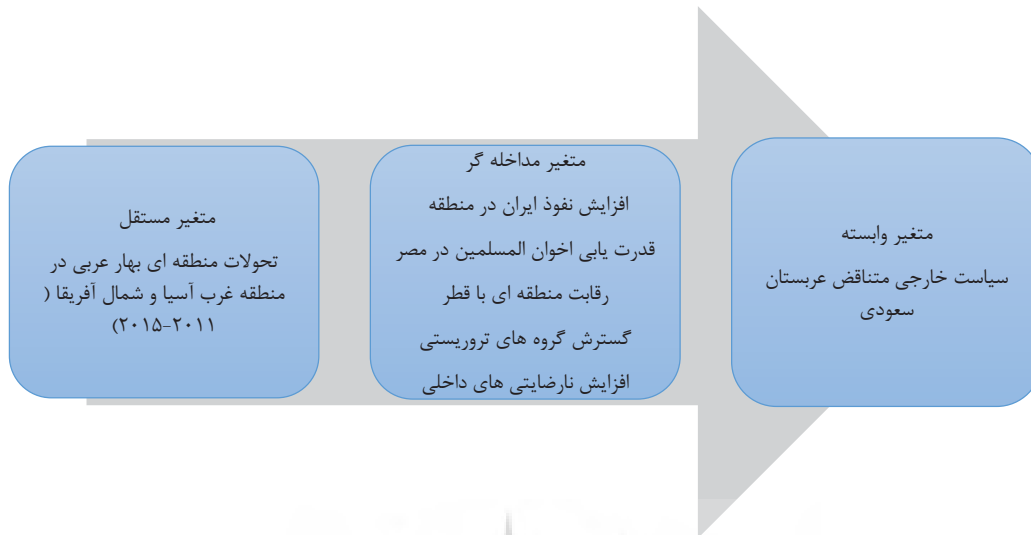 متغیر مستقل
تحولات منطقه ای بهار عربی در
منطقه غرب آسیا و شمال آفریقا (
۲۰۱۱-۲۰۱۵)
متغیر مداخله گر
افزایش نفوذ ایران در منطقه
قدرت یابی اخوان المسلمین در مصر
رقابت منطقه ای با قطر
گسترش گروه های تروریستی
افزایش نارضایتی های داخلی
متغیر وابسته
سیاست خارجی متناقض عربستان
سعودی